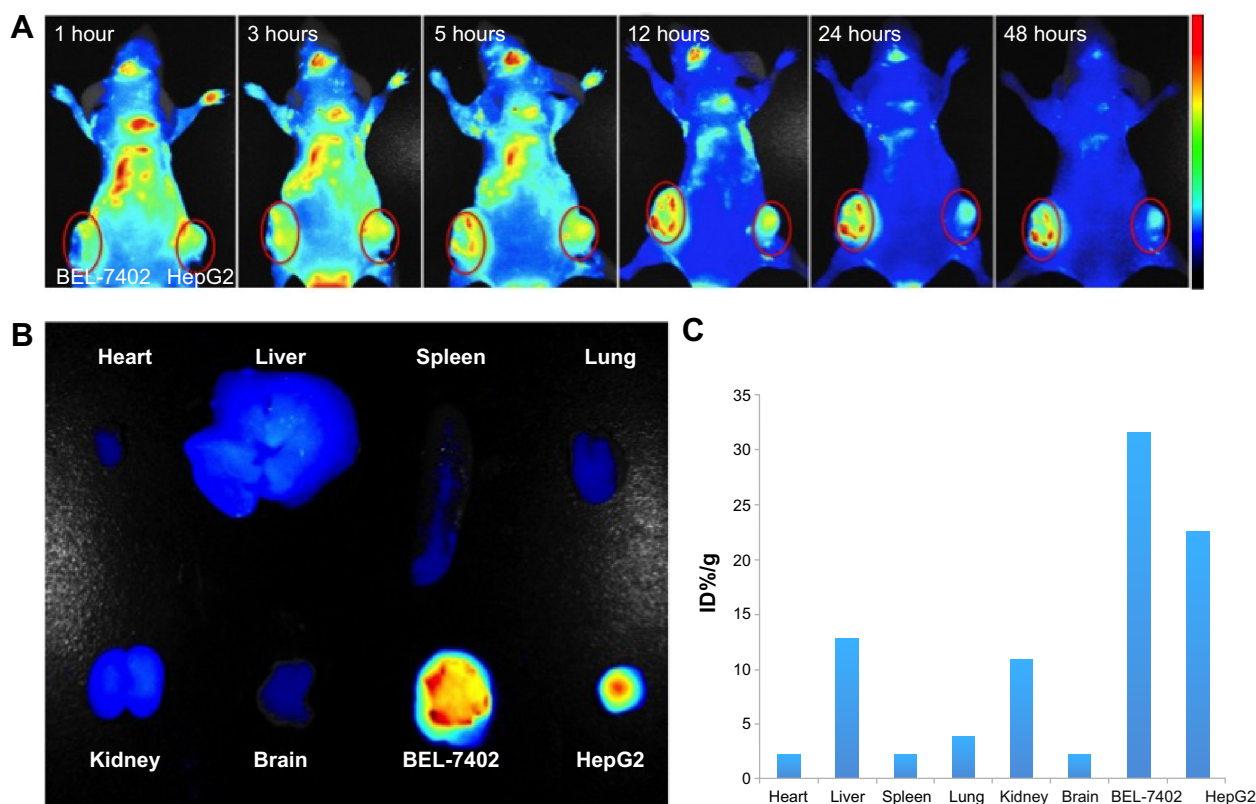 A
1 hour
3 hours
5 hours
12 hours
24 hours
48 hours
BEL-7402
HepG2
B
Heart
Liver
Spleen
Lung
Kidney
Brain
BEL-7402
HepG2
C
35
30
25
20
15
10
5
0
ID%/g
Heart
Liver
Spleen
Lung
Kidney
Brain
BEL-7402
HepG2